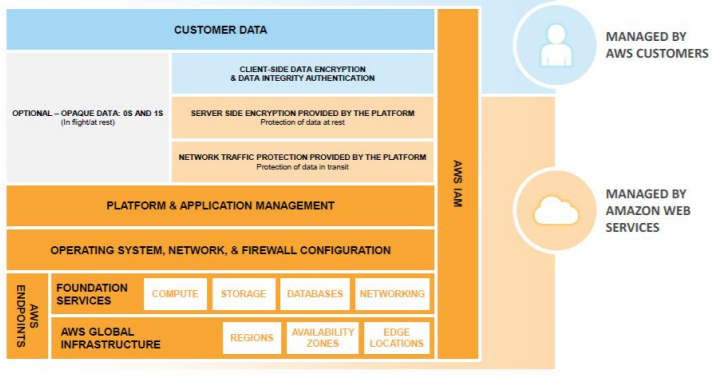 CUSTOMER DATA
MANAGED BY
AWS CUSTOMERS
OPTIONAL – OPAQUE DATA: 0S AND 1S
(In flight/at rest)
CLIENT-SIDE DATA ENCRYPTION
& DATA INTEGRITY AUTHENTICATION
SERVER SIDE ENCRYPTION PROVIDED BY THE PLATFORM
Protection of data at rest
NETWORK TRAFFIC PROTECTION PROVIDED BY THE PLATFORM
Protection of data in transit
AWS IAM
MANAGED BY
AMAZON WEB
SERVICES
PLATFORM & APPLICATION MANAGEMENT
OPERATING SYSTEM, NETWORK, & FIREWALL CONFIGURATION
AWS
ENDPOINTS
FOUNDATION
SERVICES
COMPUTE
STORAGE
DATABASES
NETWORKING
AWS GLOBAL
INFRASTRUCTURE
REGIONS
AVAILABILITY
ZONES
EDGE
LOCATIONS